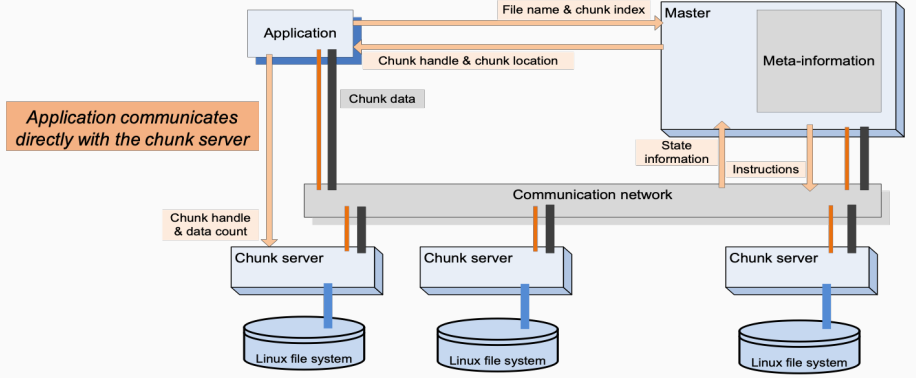 File name & chunk index
Master
Application
Chunk handle & chunk location
Meta-information
Chunk data
Application communicates
directly with the chunk server
State
information
Instructions
Communication network
Chunk handle
& data count
Chunk server
Chunk server
Chunk server
Linux file system
Linux file system
Linux file system